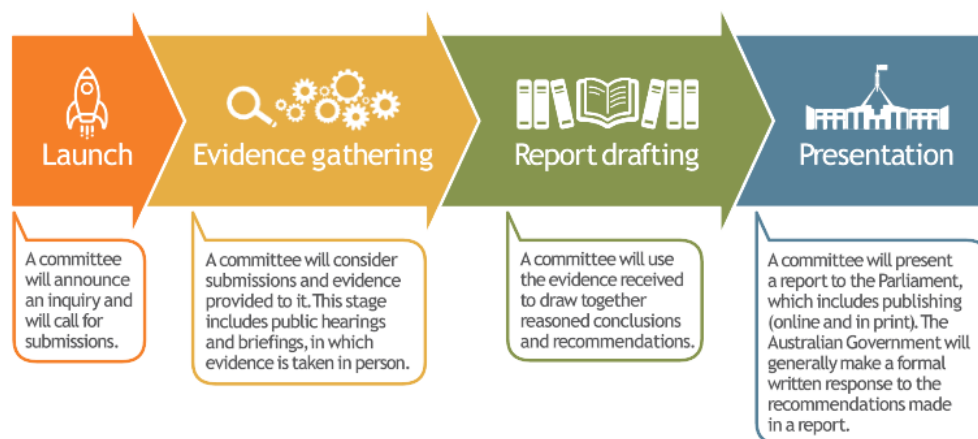 Launch
Evidence gathering
Report drafting
Presentation
A committee
will announce
an inquiry and
will call for
submissions.
A committee will consider
submissions and evidence
provided to it. This stage
includes public hearings
and briefings, in which
evidence is taken in person.
A committee will use
the evidence received
to draw together
reasoned conclusions
and recommendations.
A committee will present
a report to the Parliament,
which includes publishing
(online and in print). The
Australian Government will
generally make a formal
written response to the
recommendations made
in a report.